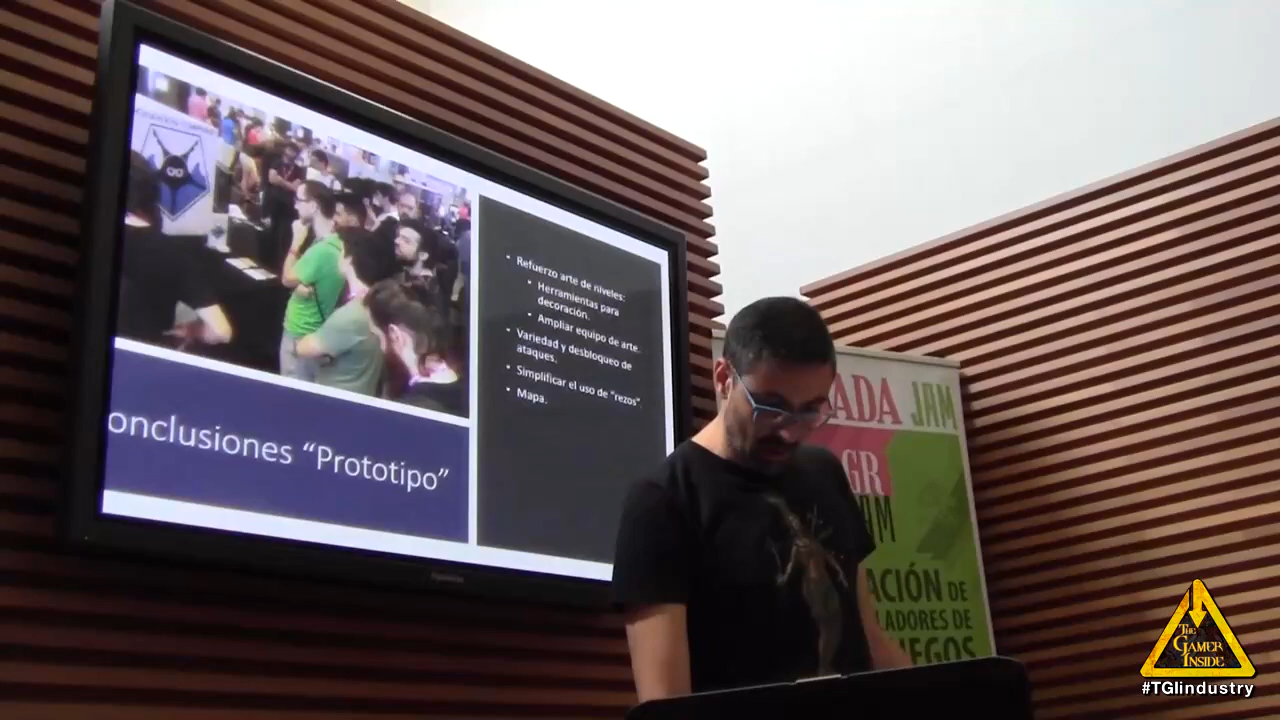 • Refuerzo arte de niveles:
• Herramientas para
decoración.
• Ampliar equipo de arte.
• Variedad y desbloqueo de
ataques.
• Simplificar el uso de "rezos".
• Mapa.
onclusiones "Prototipo"
ADA JAM
GR
AM
ACIÓN DE
LADORES DE
EGOS
THE
GAMER
INSIDE
#TGIindustry